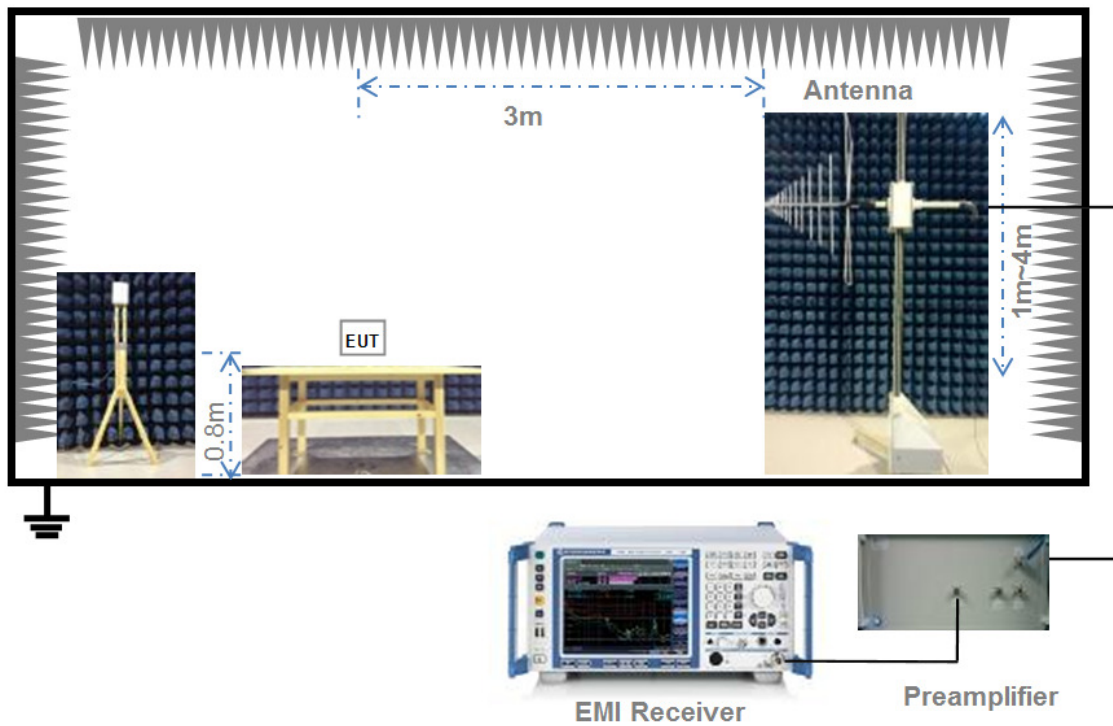 3m
Antenna
1m~4m
EUT
0.8m
EMI Receiver
Preamplifier